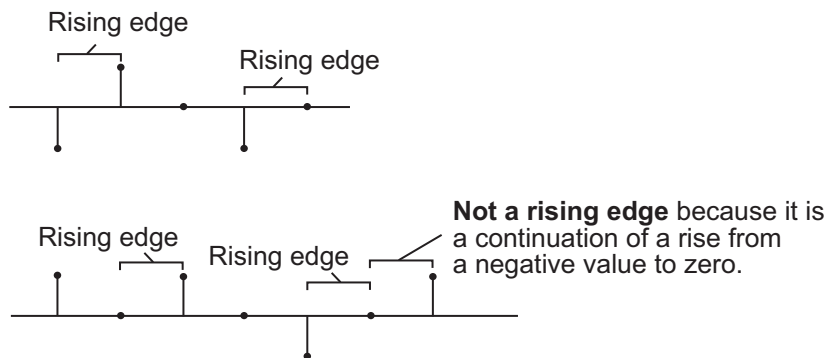 Rising edge
Rising edge
Not a rising edge because it is
a continuation of a rise from
a negative value to zero.
Rising edge
Rising edge